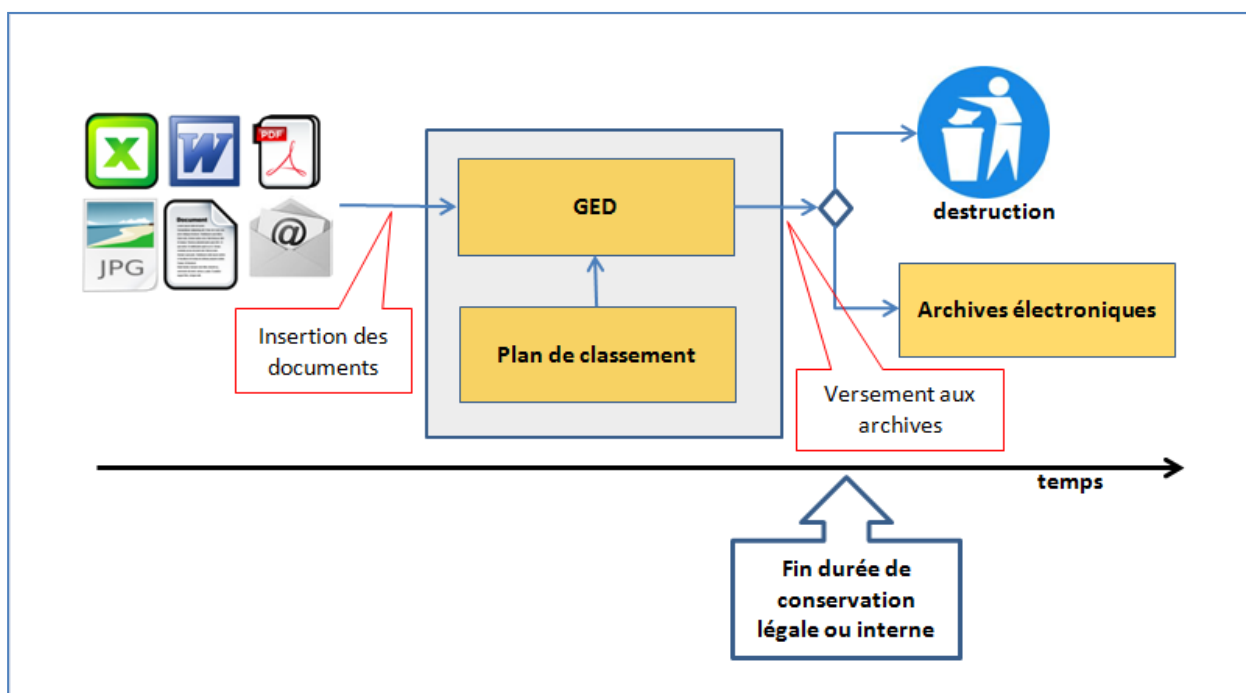 X
W
PDF
JPG
Document
@
Insertion des
documents
GED
Plan de classement
destruction
Archives électroniques
Versement aux
archives
temps
Fin durée de
conservation
légale ou interne